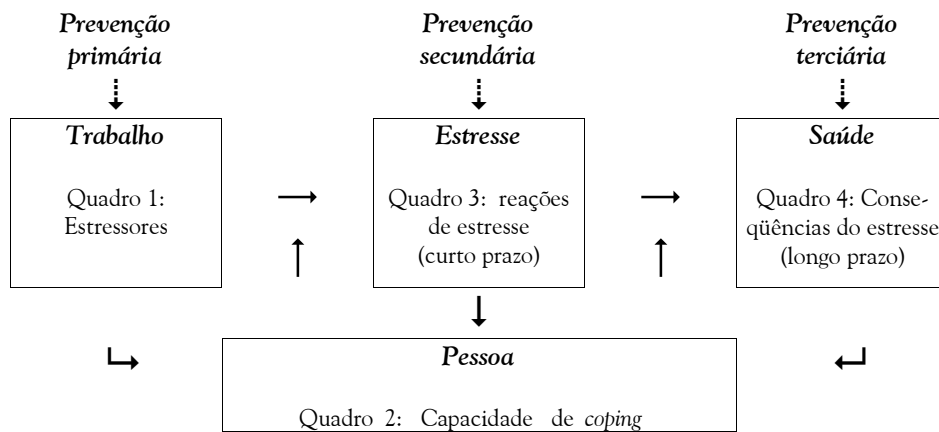 Prevenção
primária
Prevenção
secundária
Prevenção
terciária
Trabalho
Quadro 1:
Estressores
Estresse
Quadro 3: reações
de estresse
(curto prazo)
Saúde
Quadro 4: Conse-
qüências do estresse
(longo prazo)
Pessoa
Quadro 2: Capacidade de coping